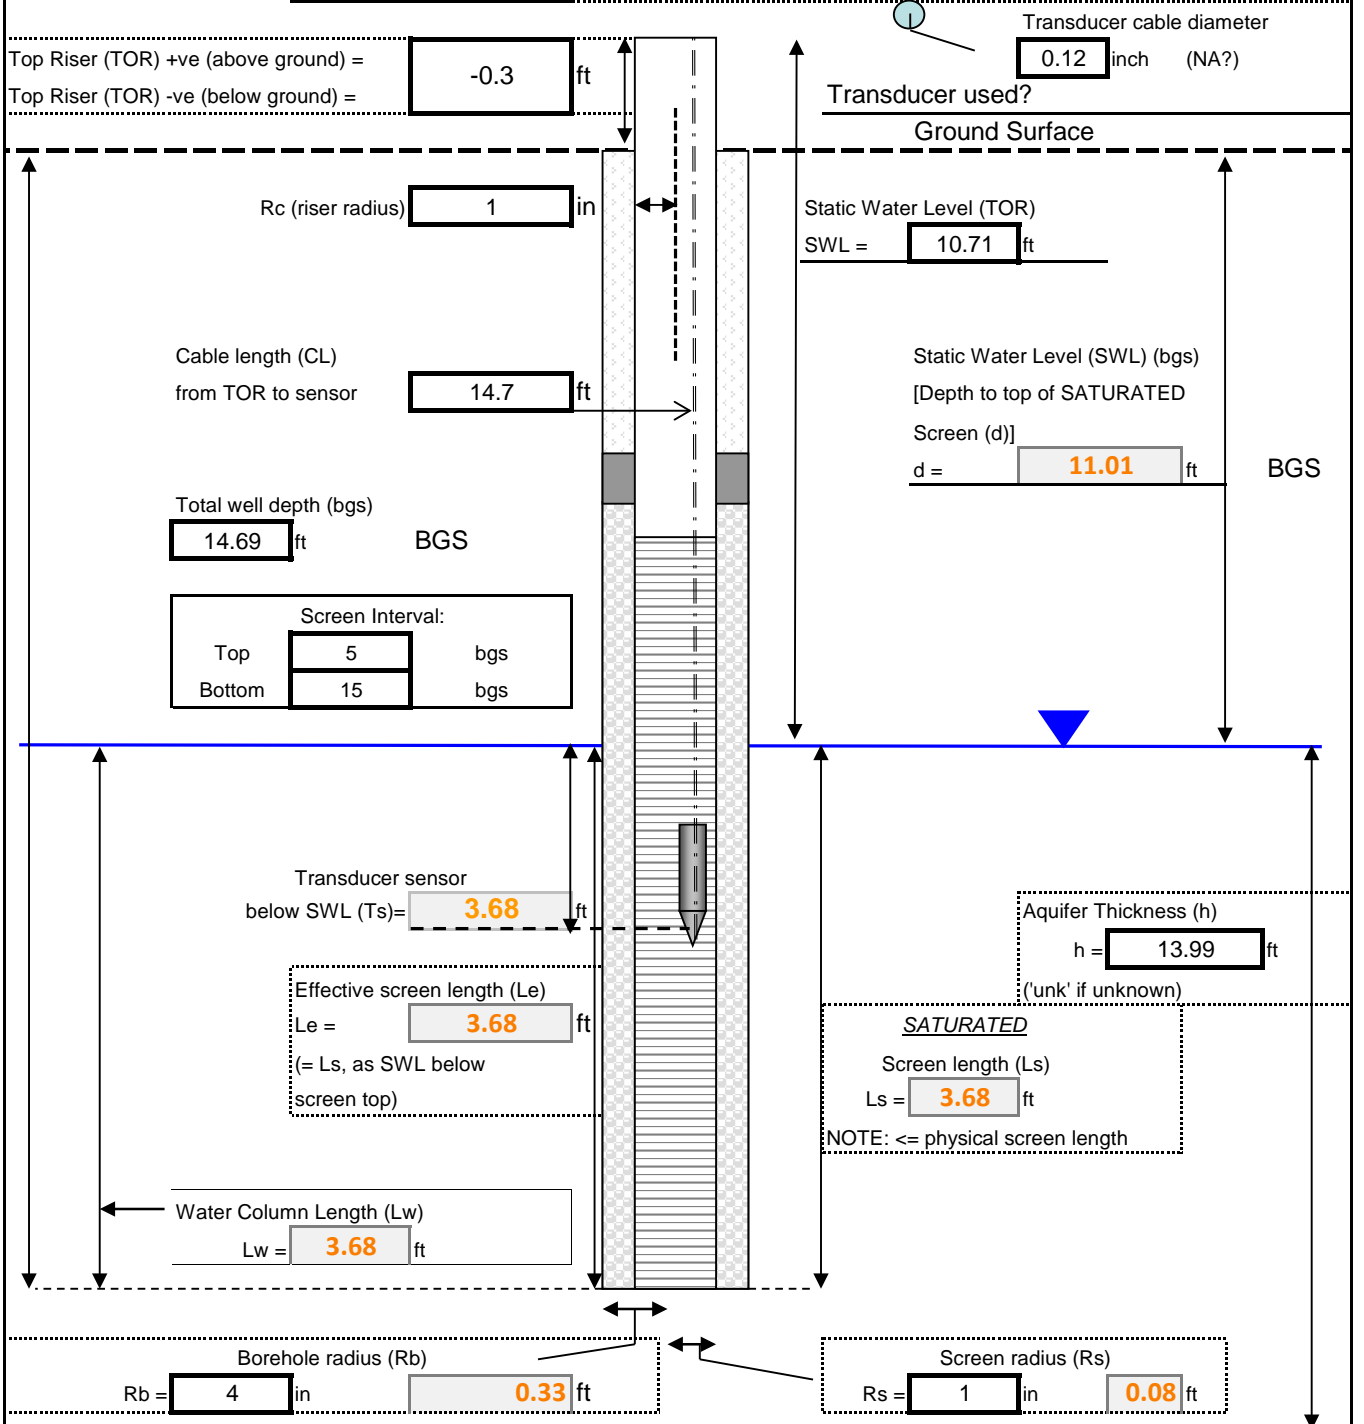 Transducer cable diameter
0.12 inch (NA?)
Top Riser (TOR) +ve (above ground) =
Top Riser (TOR) -ve (below ground) =
-0.3 ft
Transducer used?
Ground Surface
Rc (riser radius) 1 in
Static Water Level (TOR)
SWL = 10.71 ft
Cable length (CL)
from TOR to sensor 14.7 ft
Static Water Level (SWL) (bgs)
[Depth to top of SATURATED
Screen (d)]
d = 11.01 ft BGS
Total well depth (bgs)
14.69 ft BGS
Screen Interval:
Top 5 bgs
Bottom 15 bgs
Transducer sensor
below SWL (Ts)= 3.68 ft
Aquifer Thickness (h)
h = 13.99 ft
('unk' if unknown)
Effective screen length (Le)
Le = 3.68 ft
(= Ls, as SWL below
screen top)
SATURATED
Screen length (Ls)
Ls = 3.68 ft
NOTE: <= physical screen length
Water Column Length (Lw)
Lw = 3.68 ft
Borehole radius (Rb)
Rb = 4 in 0.33 ft
Screen radius (Rs)
Rs = 1 in 0.08 ft